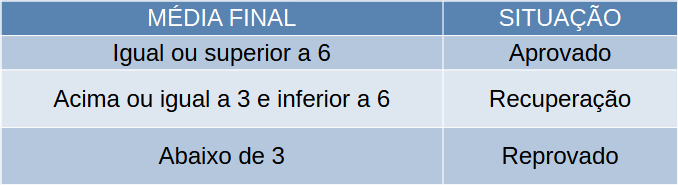 MÉDIA FINAL SITUAÇÃO
Igual ou superior a 6 Aprovado
Acima ou igual a 3 e inferior a 6 Recuperação
Abaixo de 3 Reprovado